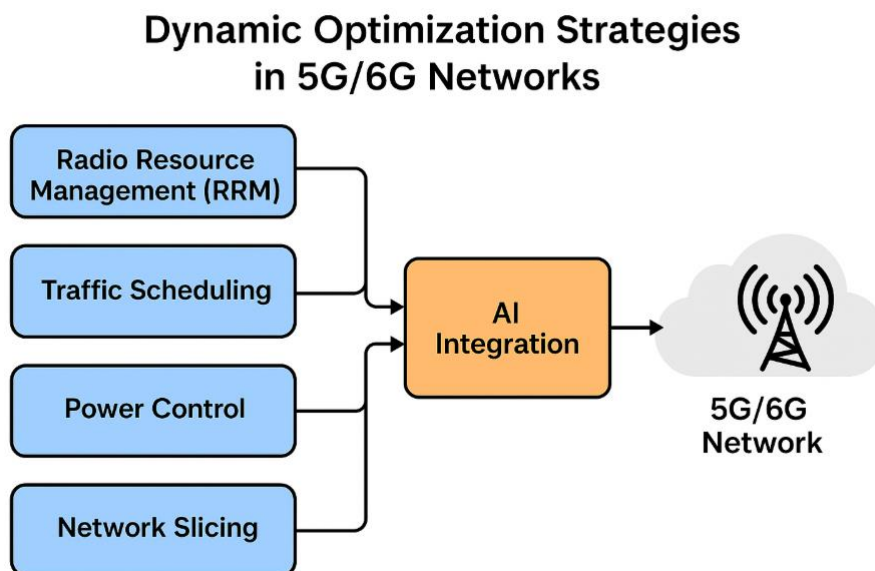 Dynamic Optimization Strategies
in 5G/6G Networks
Radio Resource
Management (RRM)
Traffic Scheduling
Power Control
Network Slicing
AI
Integration
5G/6G
Network